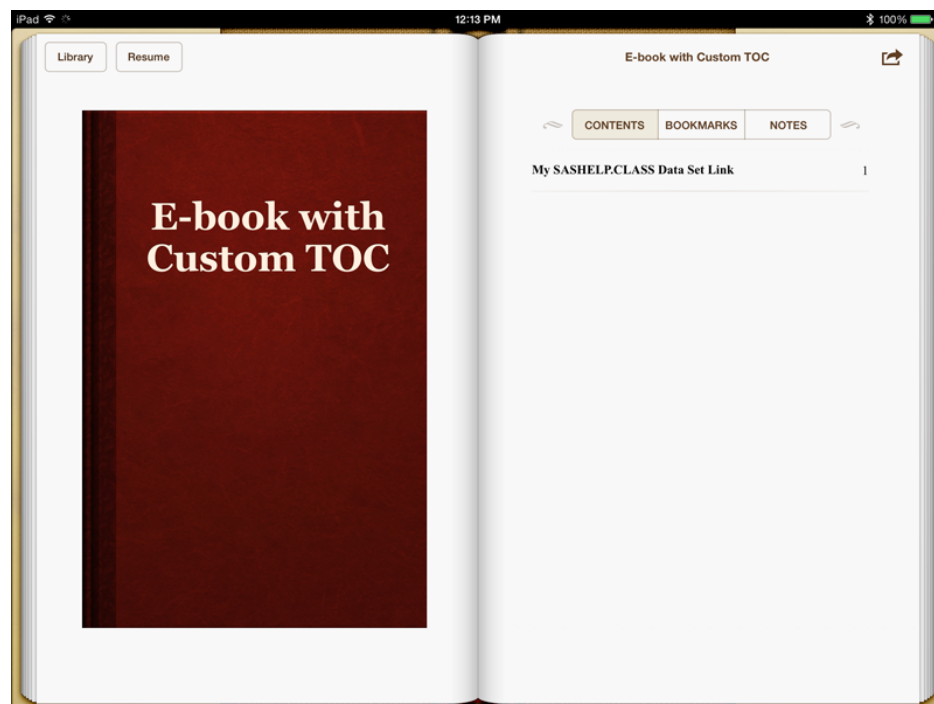 iPad
12:13 PM
100%
Library
Resume
E-book with
Custom TOC
E-book with Custom TOC
CONTENTS
BOOKMARKS
NOTES
My SASHELP.CLASS Data Set Link 1